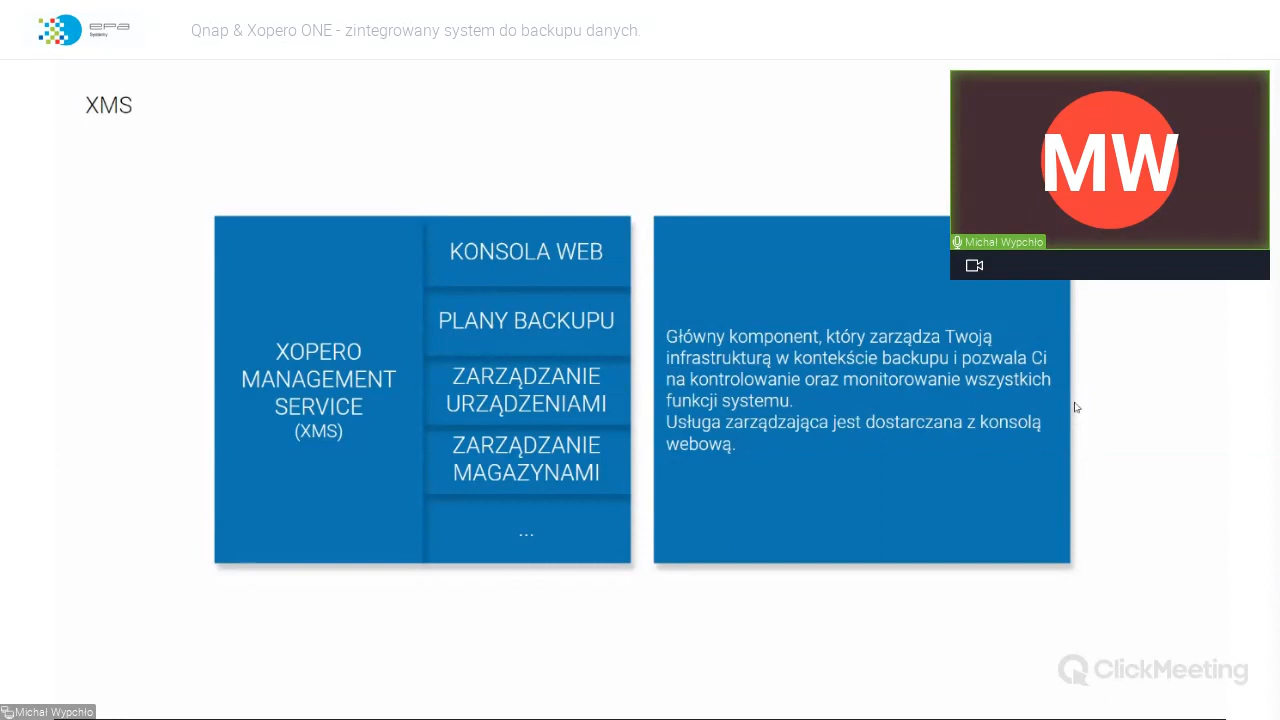 epa
Systemy
Qnap & Xopero ONE - zintegrowany system do backupu danych.
XMS
MW
Michał Wypchło
XOPERO
MANAGEMENT
SERVICE
(XMS)
KONSOLA WEB
PLANY BACKUPU
ZARZĄDZANIE
URZĄDZENIAMI
ZARZĄDZANIE
MAGAZYNAMI
...
Główny komponent, który zarządza Twoją
infrastrukturą w kontekście backupu i pozwala Ci
na kontrolowanie oraz monitorowanie wszystkich
funkcji systemu.
Usługa zarządzająca jest dostarczana z konsolą
webową.
ClickMeeting
Michał Wypchło